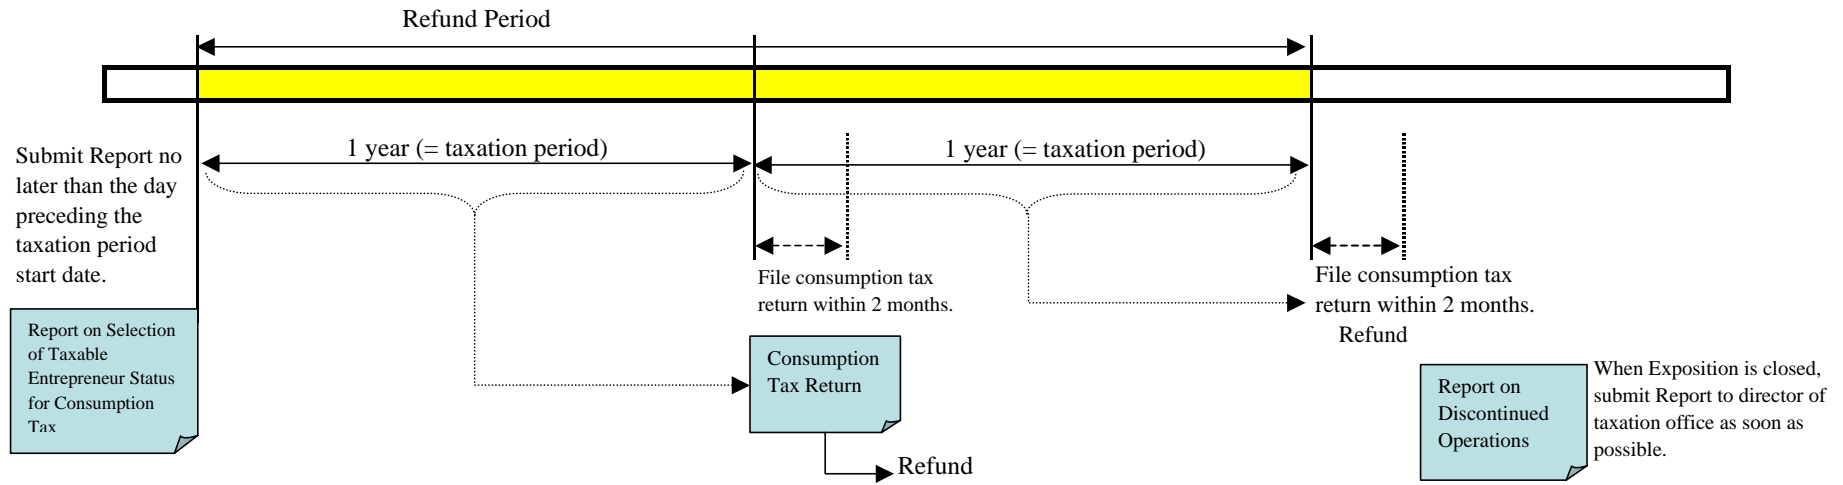 Refund Period
1 year (= taxation period)
1 year (= taxation period)
Submit Report no
later than the day
preceding the
taxation period
start date.
File consumption tax
return within 2 months.
File consumption tax
return within 2 months.
Refund
Report on Selection
of Taxable
Entrepreneur Status
for Consumption
Tax
Consumption
Tax Return
Refund
Report on
Discontinued
Operations
When Exposition is closed,
submit Report to director of
taxation office as soon as
possible.